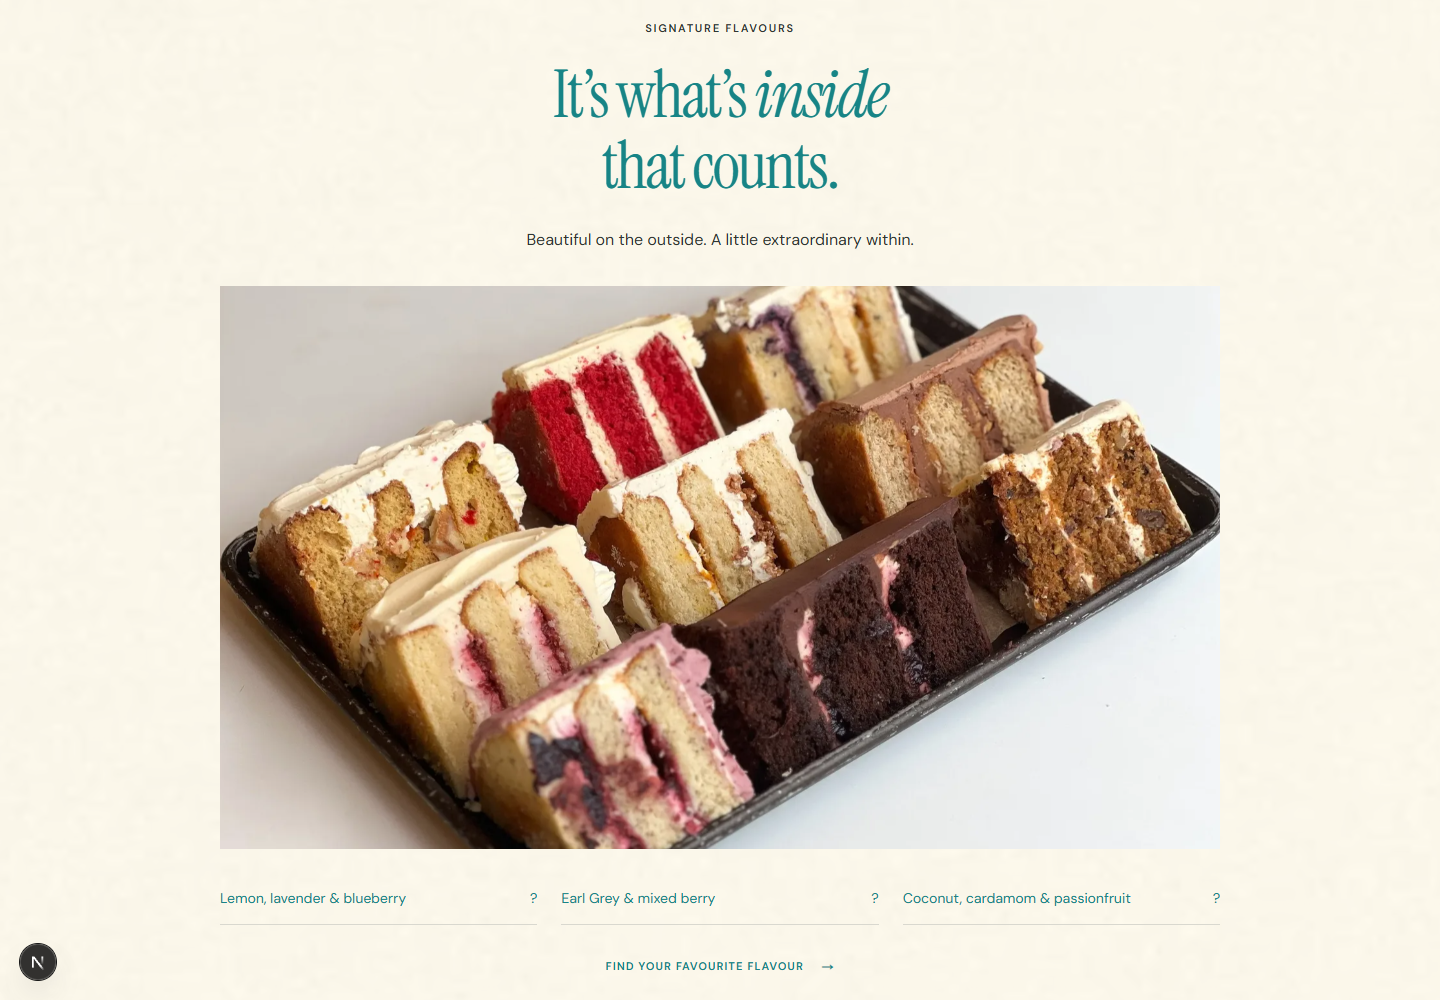 SIGNATURE FLAVOURS
It’s what’s inside
that counts.
Beautiful on the outside. A little extraordinary within.
Lemon, lavender & blueberry ?
Earl Grey & mixed berry ?
Coconut, cardamom & passionfruit ?
N
FIND YOUR FAVOURITE FLAVOUR →